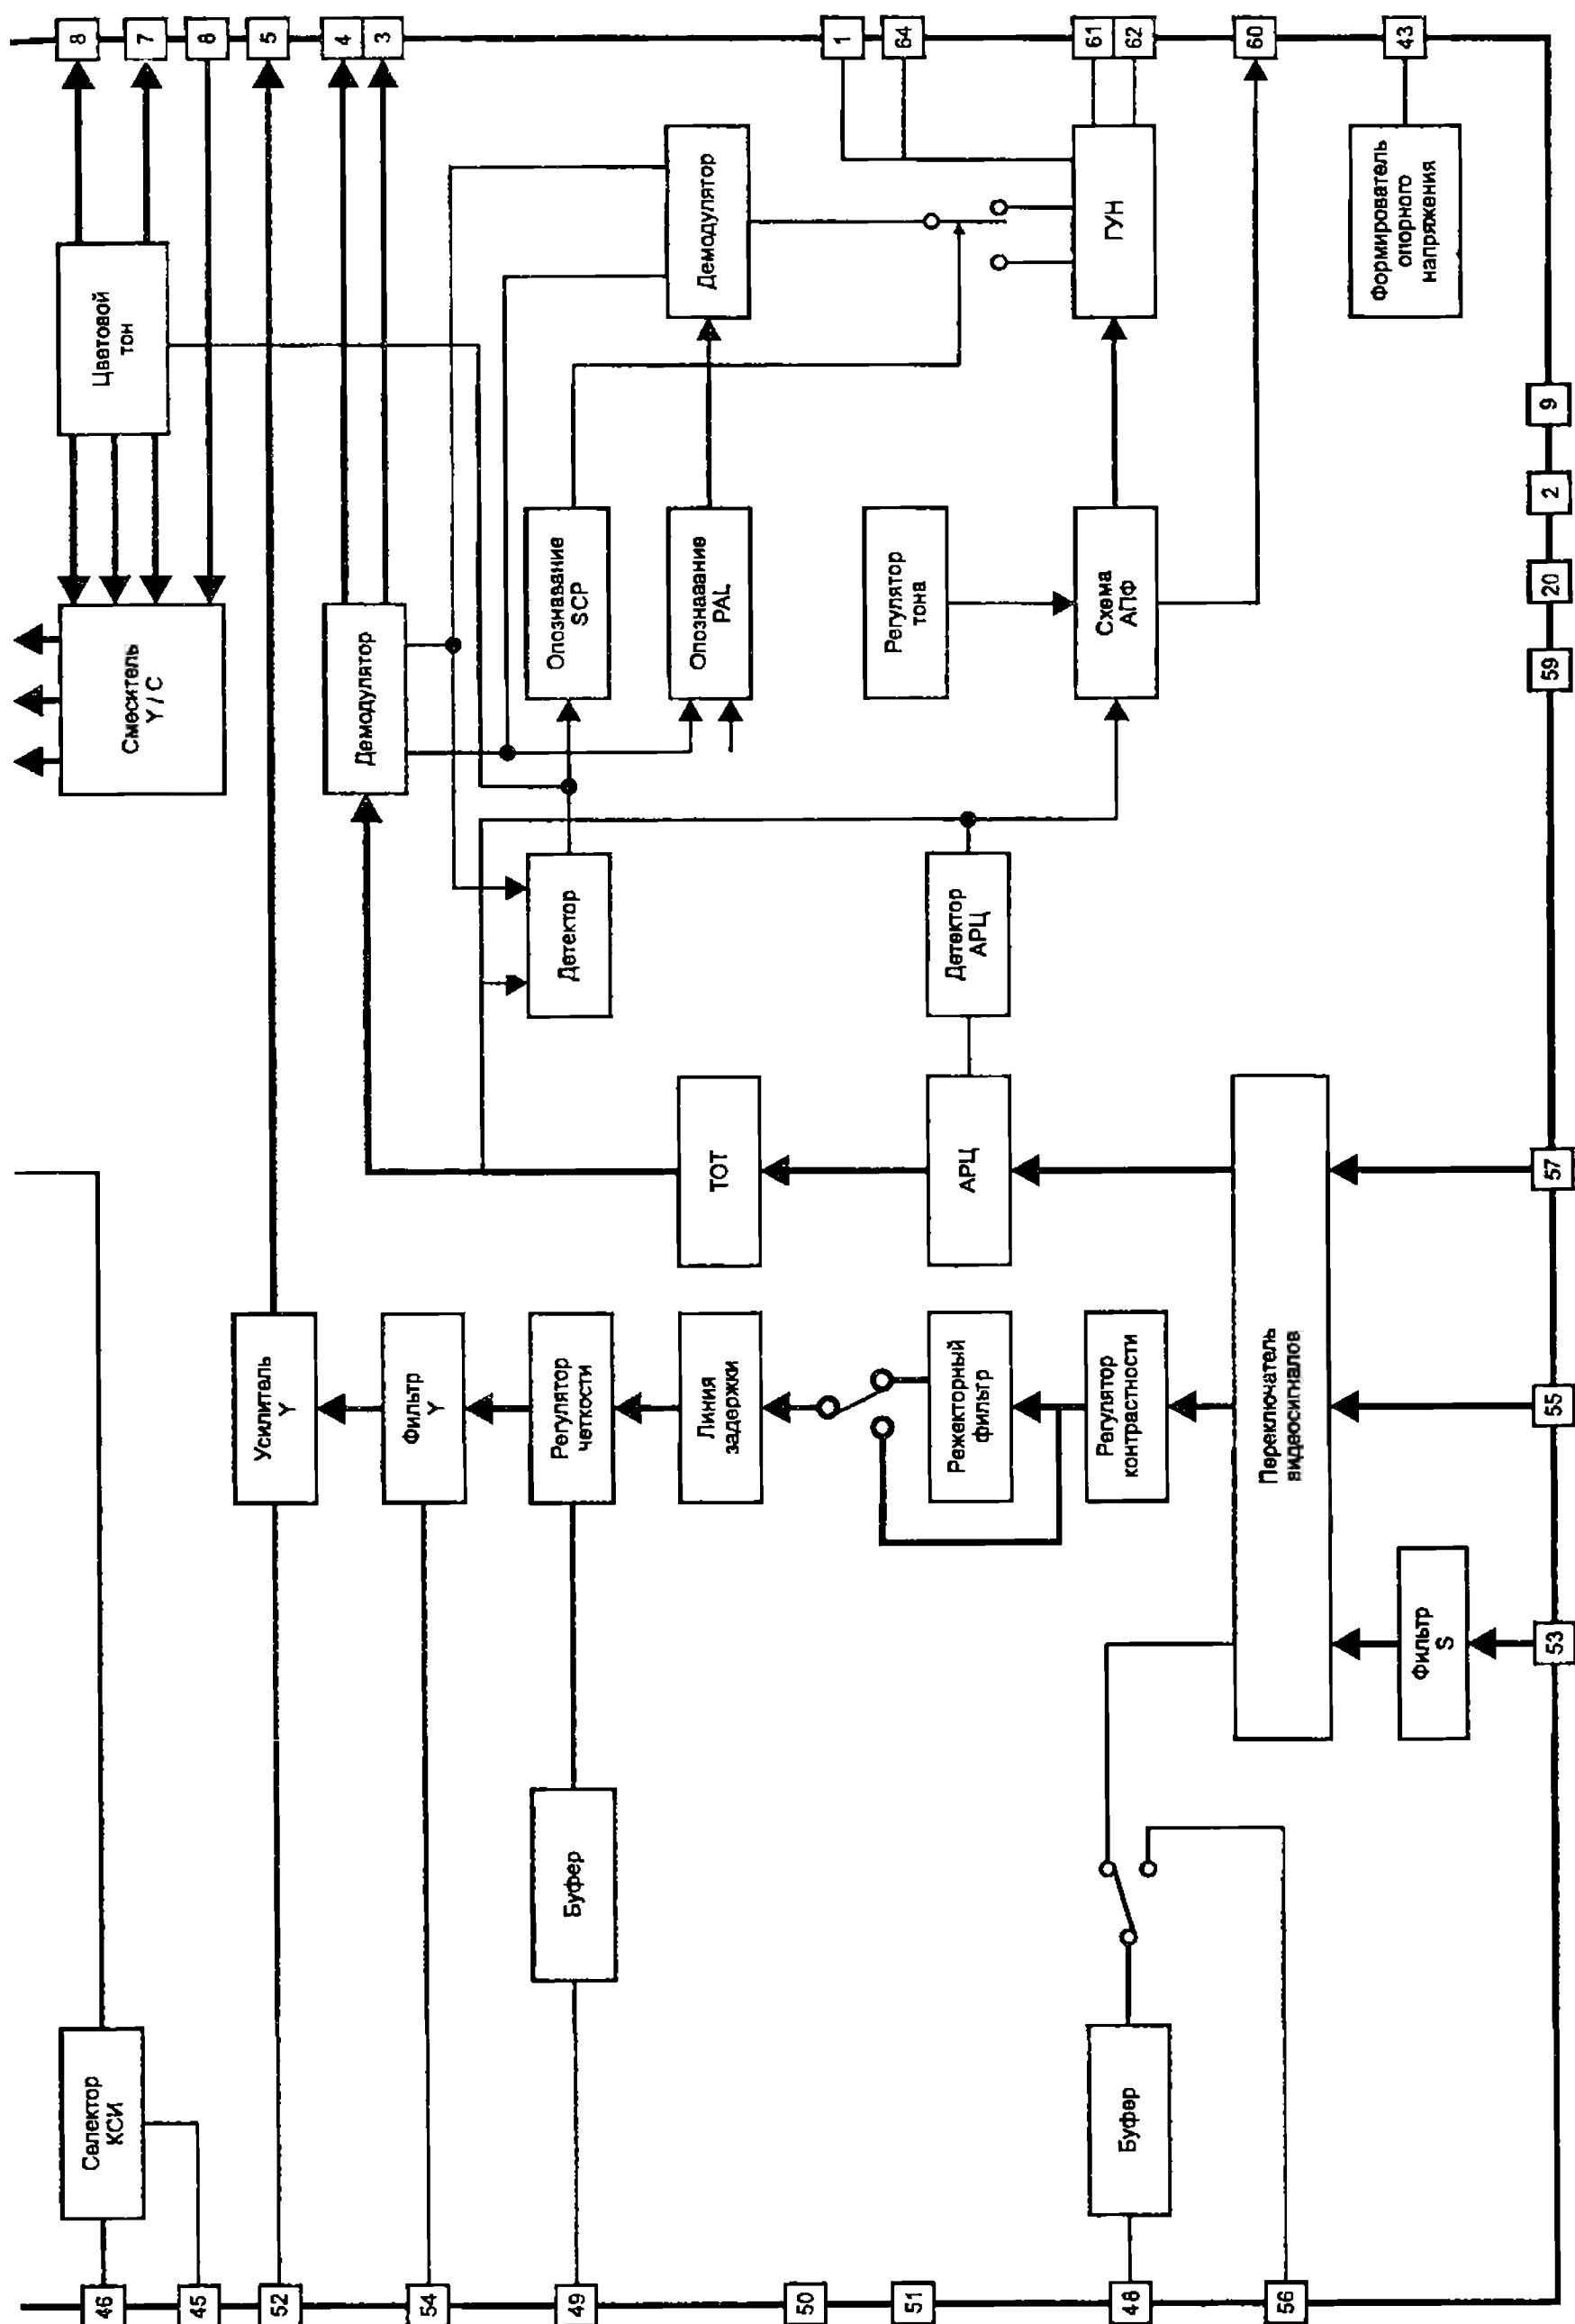 46
Селектор
КСИ
Смеситель
Y / C
Цветовой
тон
8
7
45
6
52
Усилитель
Y
5
Демодулятор
4
3
54
Фильтр
Y
49
Буфер
Регулятор
четкости
Детектор
Опознавание
SCP
Линия
задержки
ТОТ
Опознавание
PAL
Демодулятор
50
1
51
Режекторный
фильтр
АРЦ
Детектор
АРЦ
Регулятор
тона
64
48
Буфер
Регулятор
контрастности
Схема
АПФ
ГУН
61
62
56
Переключатель
видеосигналов
60
Фильтр
S
Формирователь
опорного
напряжения
43
53
55
57
59
20
2
9